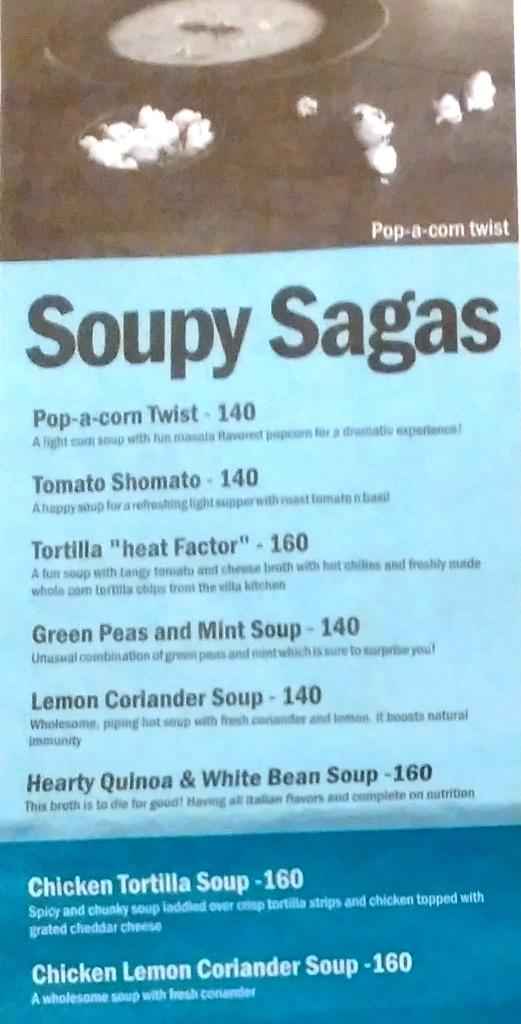 Pop-a-corn twist
Soupy Sagas
Pop-a-corn Twist - 140
A light corn soup with fun masala flavored popcorn for a dramatic experience!
Tomato Shomato - 140
A happy soup for a refreshing light supper with roast tomato n basil
Tortilla "heat Factor" - 160
A fun soup with tangy tomato and cheese broth with hot chilies and freshly made
whole corn tortilla chips from the villa kitchen
Green Peas and Mint Soup - 140
Unusual combination of green peas and mint which is sure to surprise you!
Lemon Coriander Soup - 140
Wholesome, piping hot soup with fresh coriander and lemon. It boosts natural
immunity
Hearty Quinoa & White Bean Soup -160
This broth is to die for good! Having all Italian flavors and complete on nutrition
Chicken Tortilla Soup -160
Spicy and chunky soup laddled over crisp tortilla strips and chicken topped with
grated cheddar cheese
Chicken Lemon Coriander Soup -160
A wholesome soup with fresh coriander